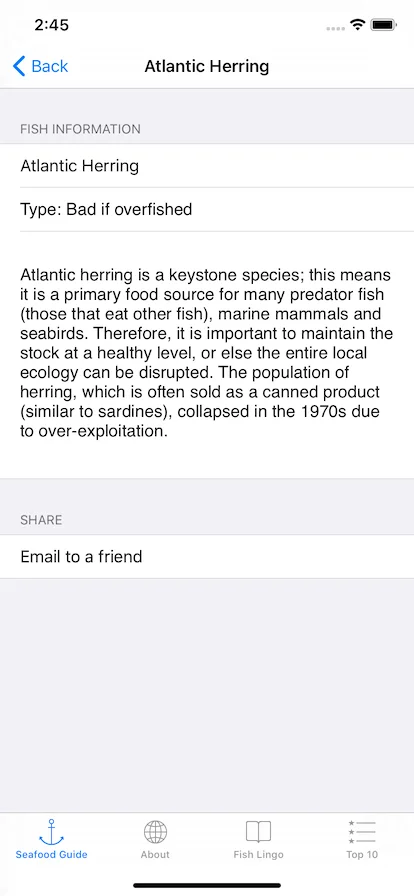 2:45
Back
Atlantic Herring
FISH INFORMATION
Atlantic Herring
Type: Bad if overfished
Atlantic herring is a keystone species; this means
it is a primary food source for many predator fish
(those that eat other fish), marine mammals and
seabirds. Therefore, it is important to maintain the
stock at a healthy level, or else the entire local
ecology can be disrupted. The population of
herring, which is often sold as a canned product
(similar to sardines), collapsed in the 1970s due
to over-exploitation.
SHARE
Email to a friend
Seafood Guide
About
Fish Lingo
Top 10